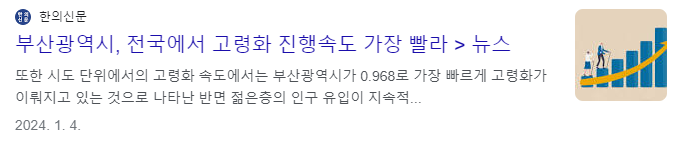 한의신문
한의신문
부산광역시, 전국에서 고령화 진행속도 가장 빨라 > 뉴스
또한 시도 단위에서의 고령화 속도에서는 부산광역시가 0.968로 가장 빠르게 고령화가
이뤄지고 있는 것으로 나타난 반면 젊은층의 인구 유입이 지속적...
2024. 1. 4.